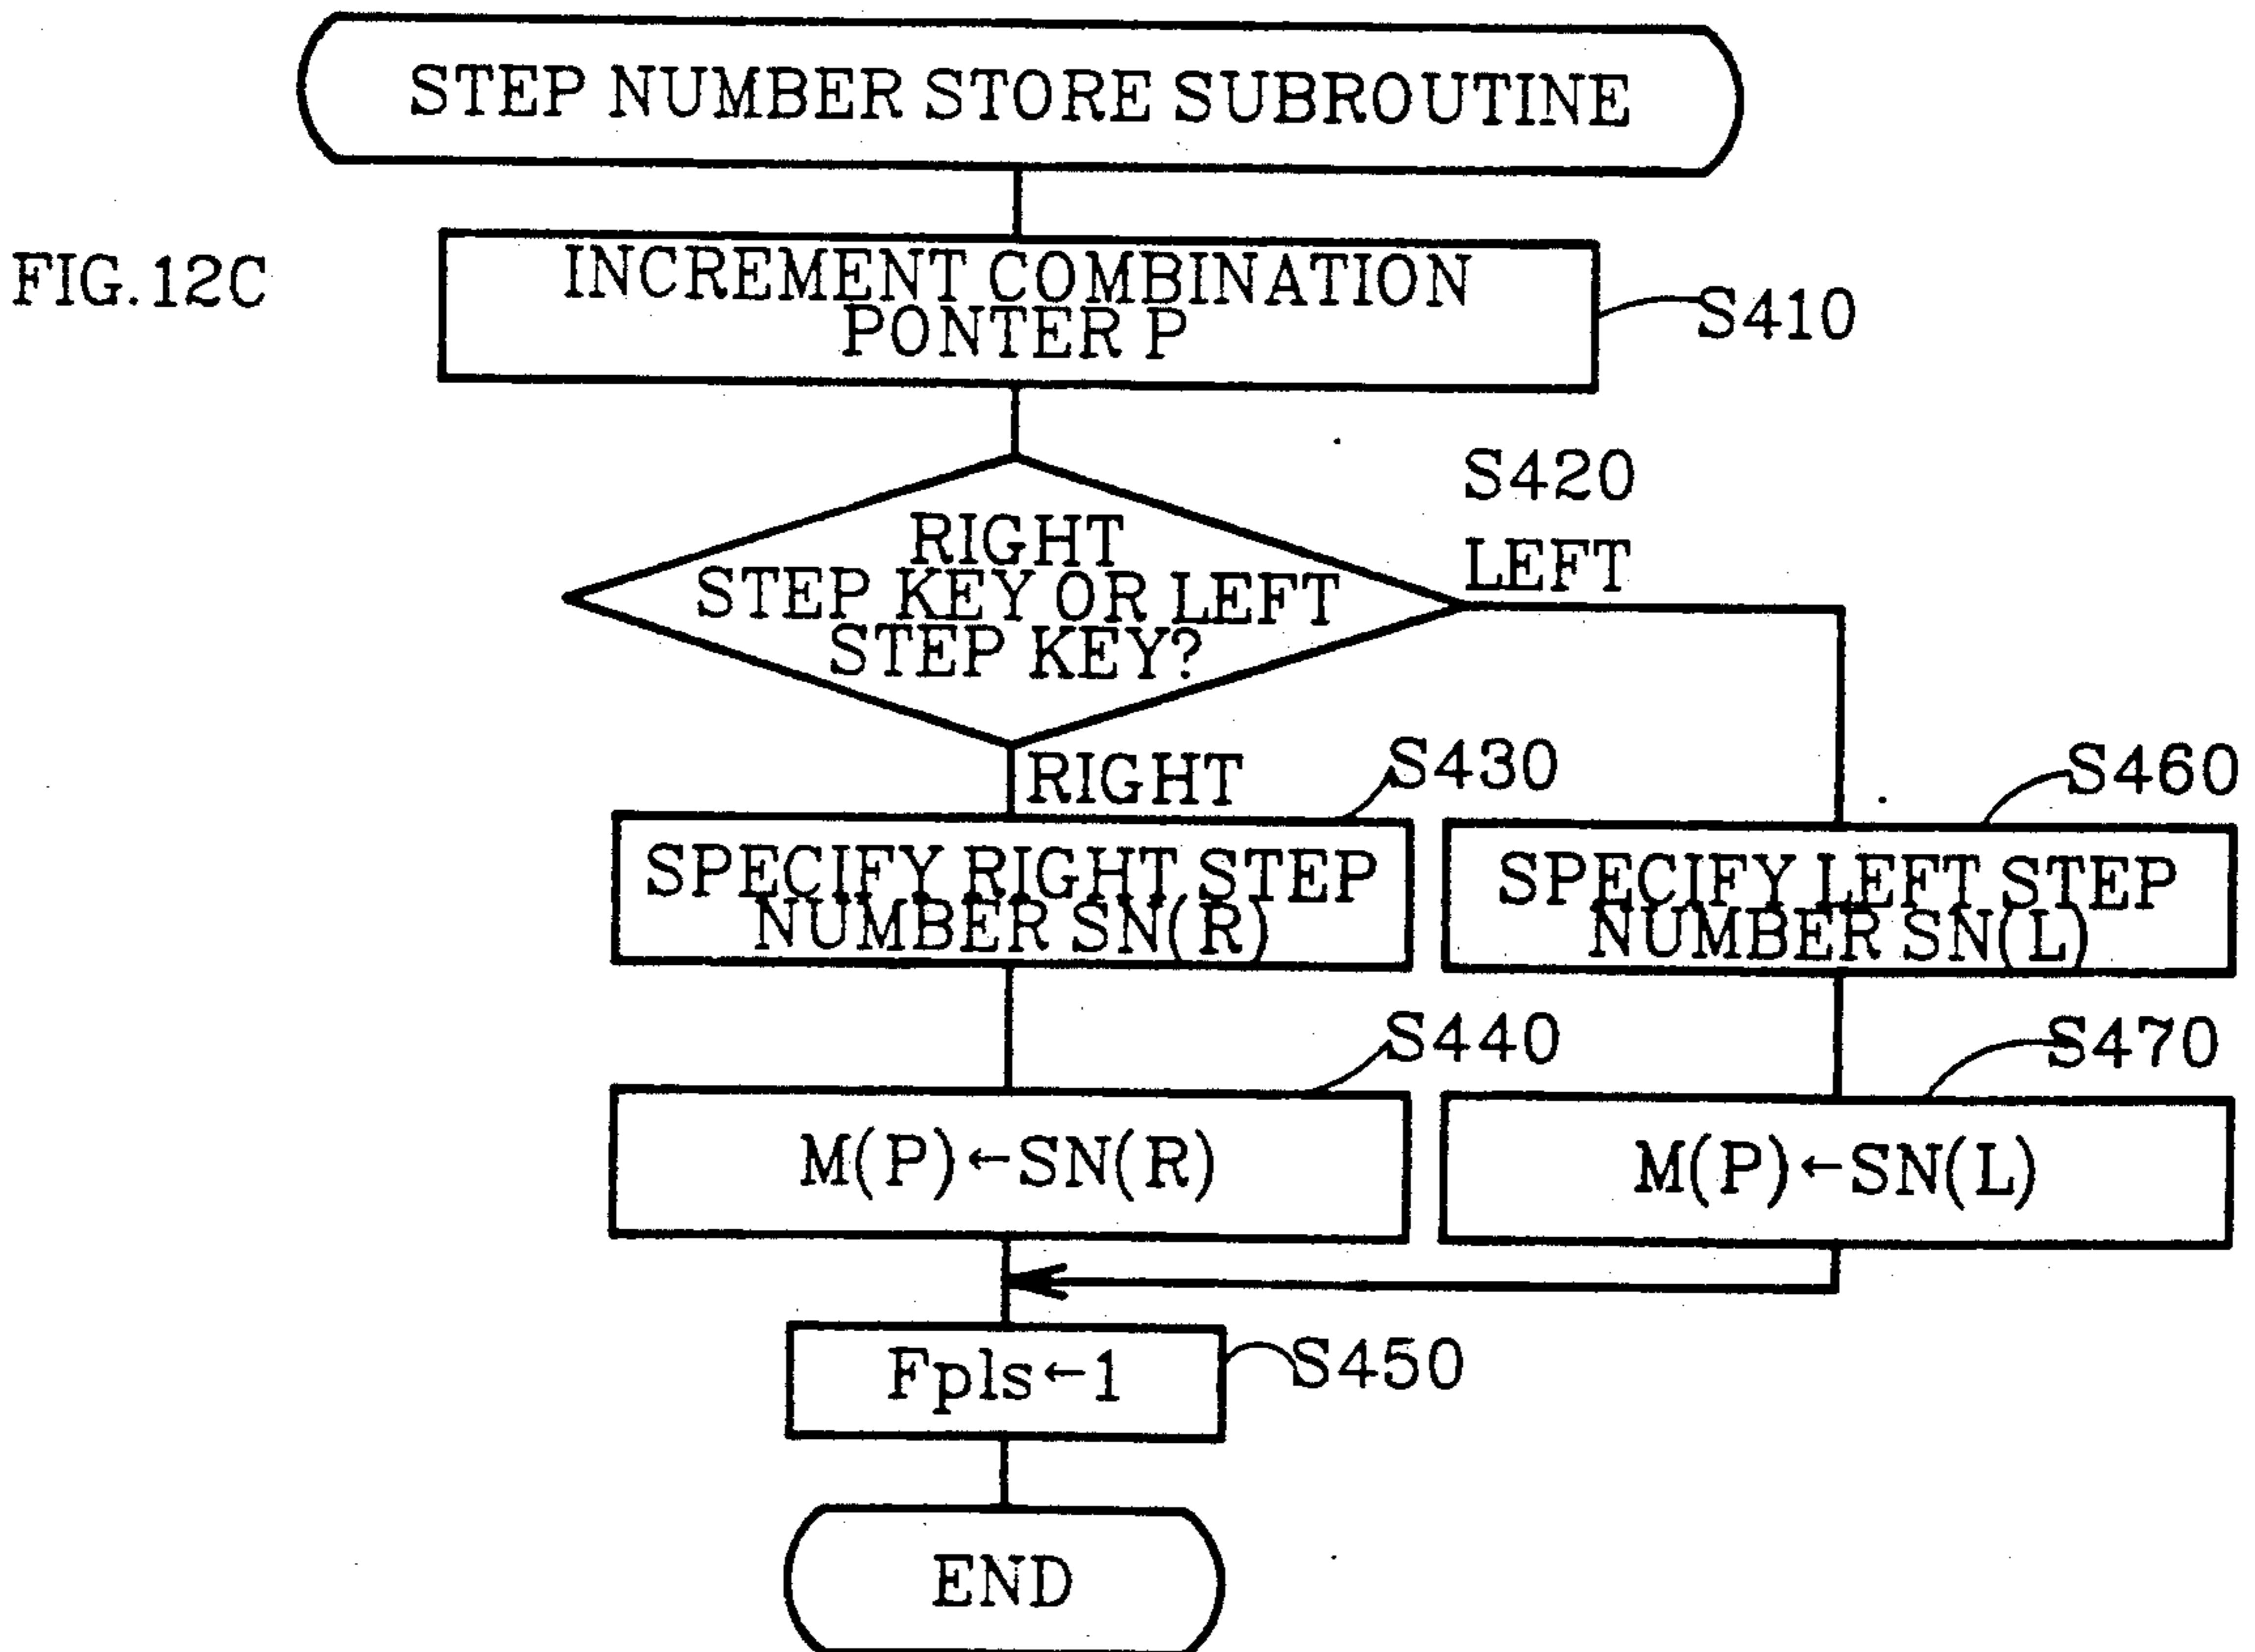 STEP NUMBER STORE SUBROUTINE
FIG.12C
INCREMENT COMBINATION
PONTER P
S410
S420
RIGHT
STEP KEY OR LEFT
STEP KEY?
LEFT
RIGHT
S430
S460
SPECIFY RIGHT STEP
NUMBER SN(R)
SPECIFY LEFT STEP
NUMBER SN(L)
S440
S470
M(P)←SN(R)
M(P)←SN(L)
Fpls←1
S450
END